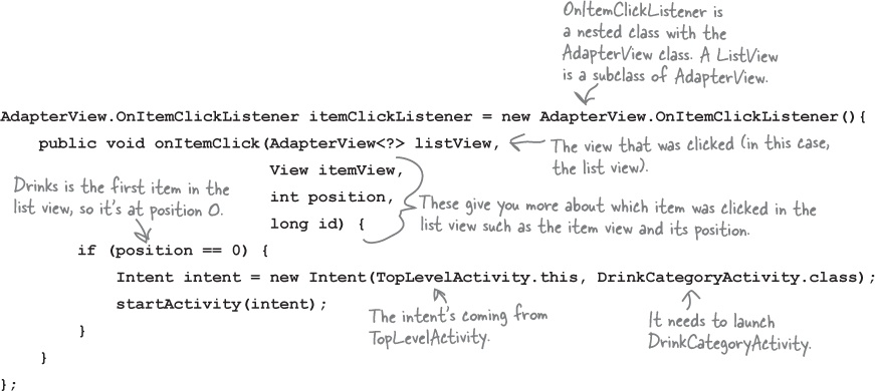 OnItemClickListener is
a nested class with the
AdapterView class. A ListView
is a subclass of AdapterView.
AdapterView.OnItemClickListener itemClickListener = new AdapterView.OnItemClickListener(){
public void onItemClick(AdapterView<?> listView,
The view that was clicked (in this case,
the list view).
View itemView,
int position,
long id) {
Drinks is the first item in the
list view, so it's at position 0.
These give you more about which item was clicked in the
list view such as the item view and its position.
if (position == 0) {
Intent intent = new Intent(TopLevelActivity.this, DrinkCategoryActivity.class);
startActivity(intent);
The intent's coming from
TopLevelActivity.
It needs to launch
DrinkCategoryActivity.
}
}
};